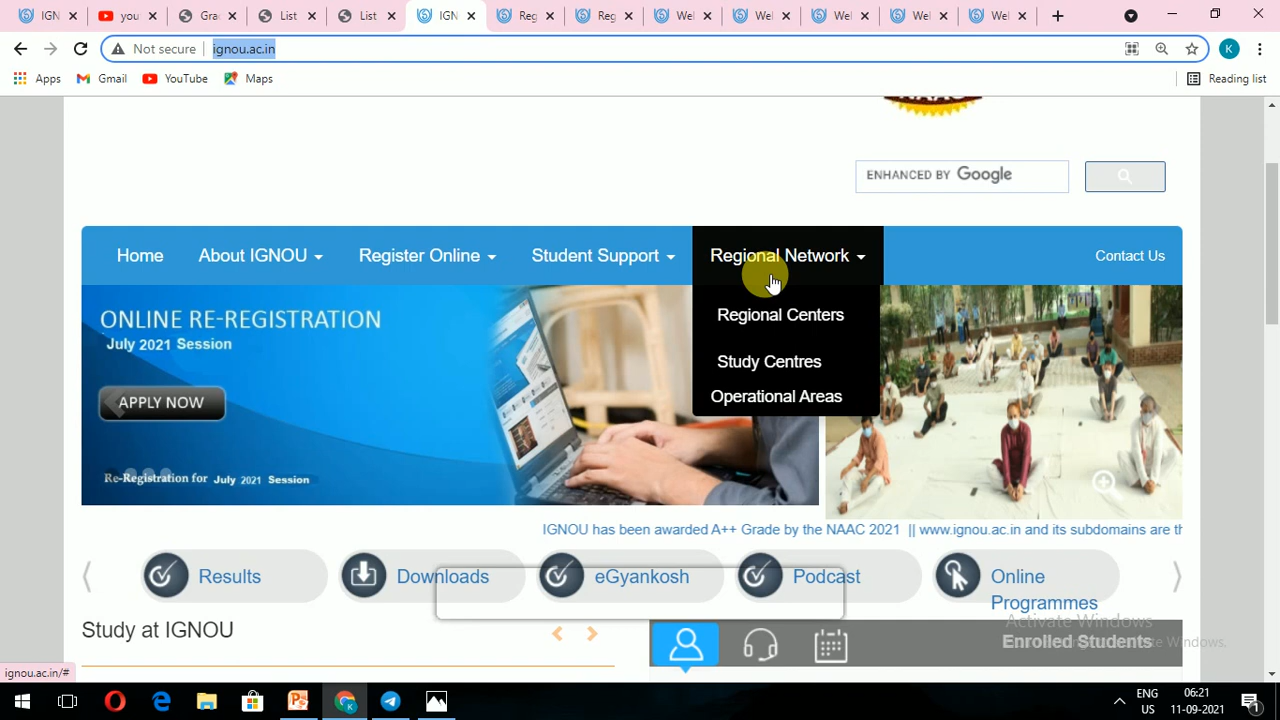 IGN
you
Gra
List
List
IGN
Reg
Reg
Wel
Wel
Wel
Wel
Wel
Not secure
ignou.ac.in
K
Apps
Gmail
YouTube
Maps
Reading list
NAAC
ENHANCED BY Google
Home
About IGNOU
Register Online
Student Support
Regional Network
Contact Us
Regional Centers
Study Centres
Operational Areas
ONLINE RE-REGISTRATION
July 2021 Session
APPLY NOW
Re-Registration for July 2021 Session
IGNOU has been awarded A++ Grade by the NAAC 2021 || www.ignou.ac.in and its subdomains are th
Results
Downloads
eGyankosh
Podcast
Online
Programmes
Study at IGNOU
Activate Windows
Enrolled Students
ignou.ac.in/#
ENG
US
06:21
11-09-2021
1